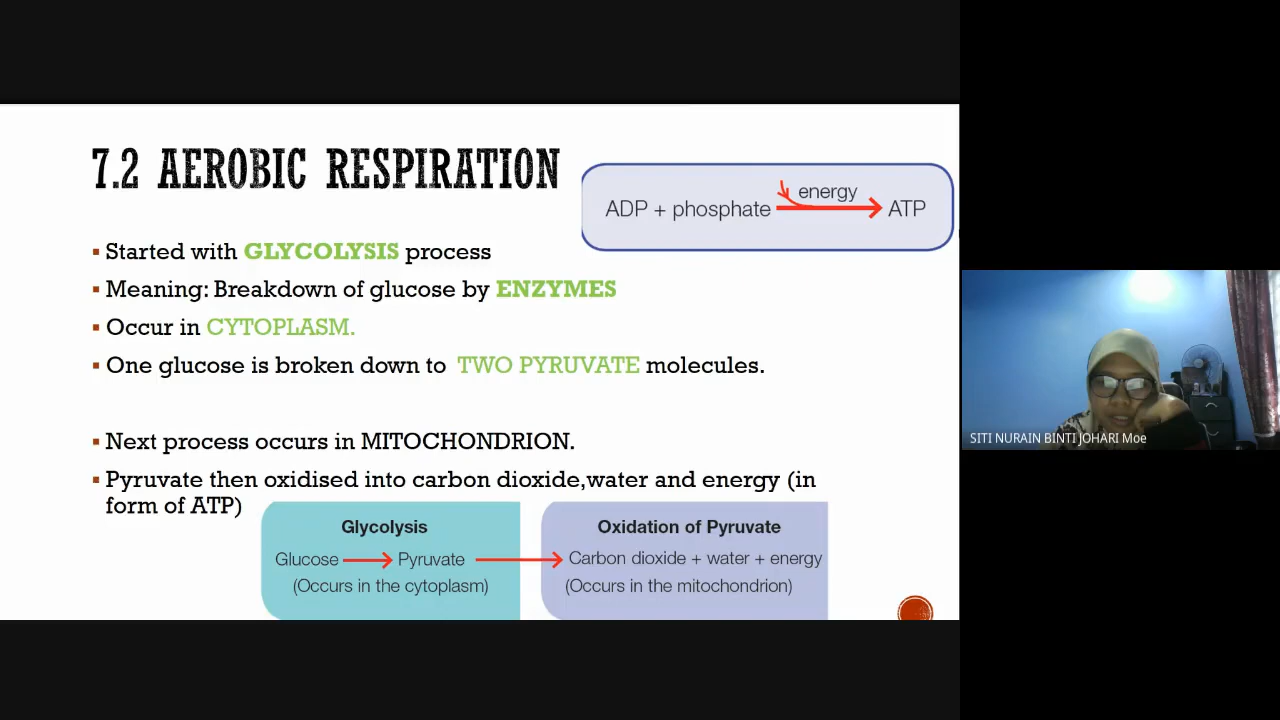 7.2 AEROBIC RESPIRATION
energy
ADP + phosphate ATP
Started with GLYCOLYSIS process
Meaning: Breakdown of glucose by ENZYMES
Occur in CYTOPLASM.
One glucose is broken down to TWO PYRUVATE molecules.
Next process occurs in MITOCHONDRION.
Pyruvate then oxidised into carbon dioxide,water and energy (in
form of ATP)
Glycolysis
Glucose Pyruvate
(Occurs in the cytoplasm)
Oxidation of Pyruvate
Carbon dioxide + water + energy
(Occurs in the mitochondrion)
SITI NURAIN BINTI JOHARI Moe